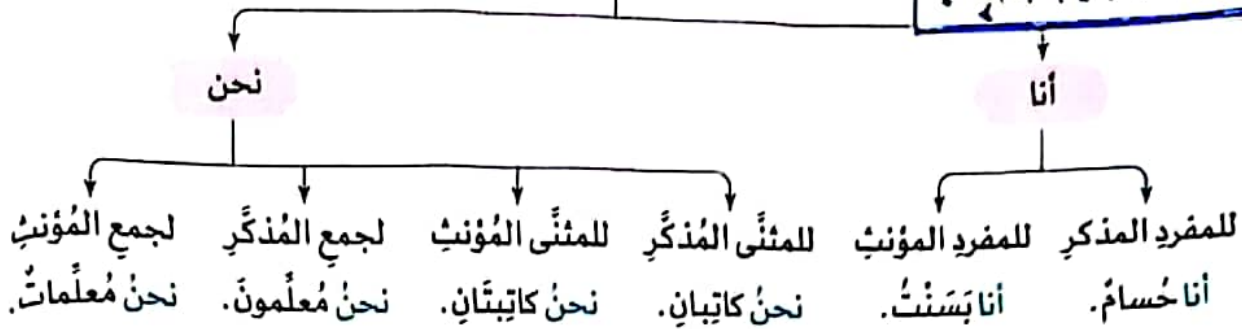 أنا
نحن
للمفردِ المذكرِ
أنا حُسامٌ.
للمفردِ المؤنثِ
أنا بَسَنْتُ.
للمثنَّى المُذكَّرِ
نحنُ كاتِبانِ.
للمثنَّى المُؤنثِ
نحنُ كاتِبتَانِ.
لجمعِ المُذكَّرِ
نحنُ مُعلِّمونَ.
لجمعِ المُؤنثِ
نحنُ مُعلِّماتٌ.